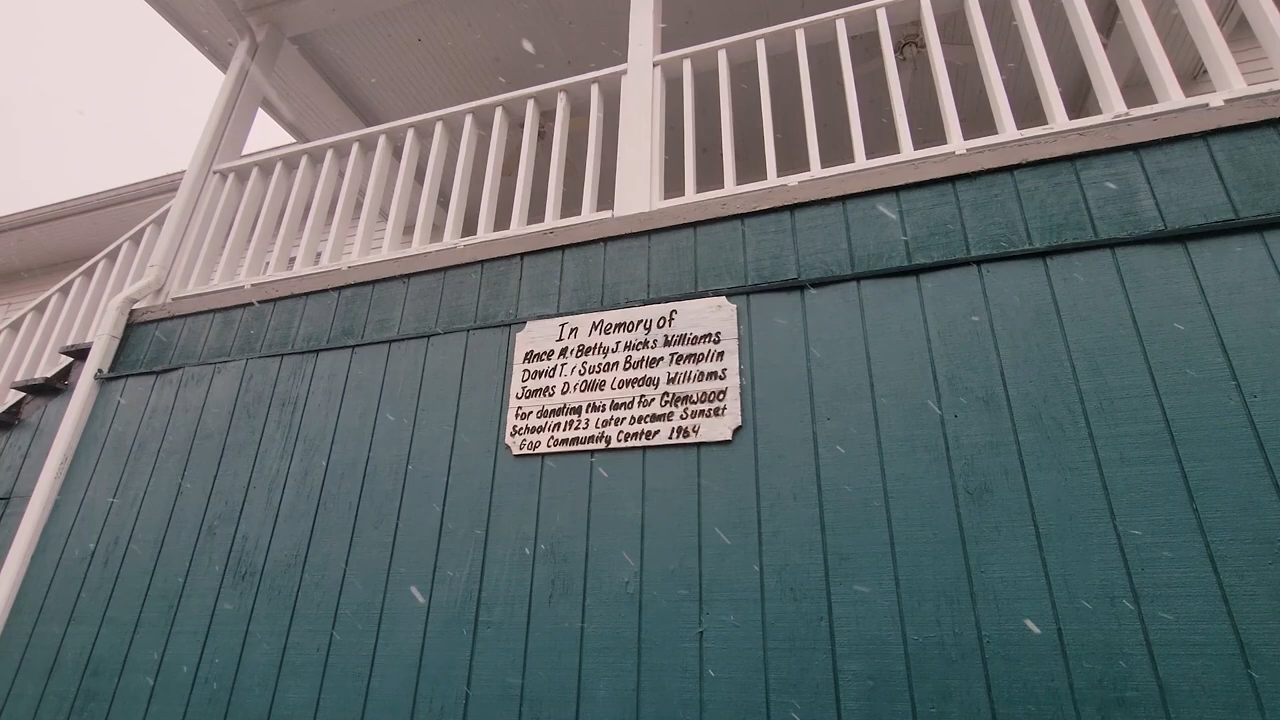 In Memory of
Ance A. & Betty J. Hicks Williams
David T. & Susan Butler Templin
James D. & Ollie Loveday Williams
for donating this land for Glenwood
School in 1923 Later become Sunset
Gap Community Center 1964